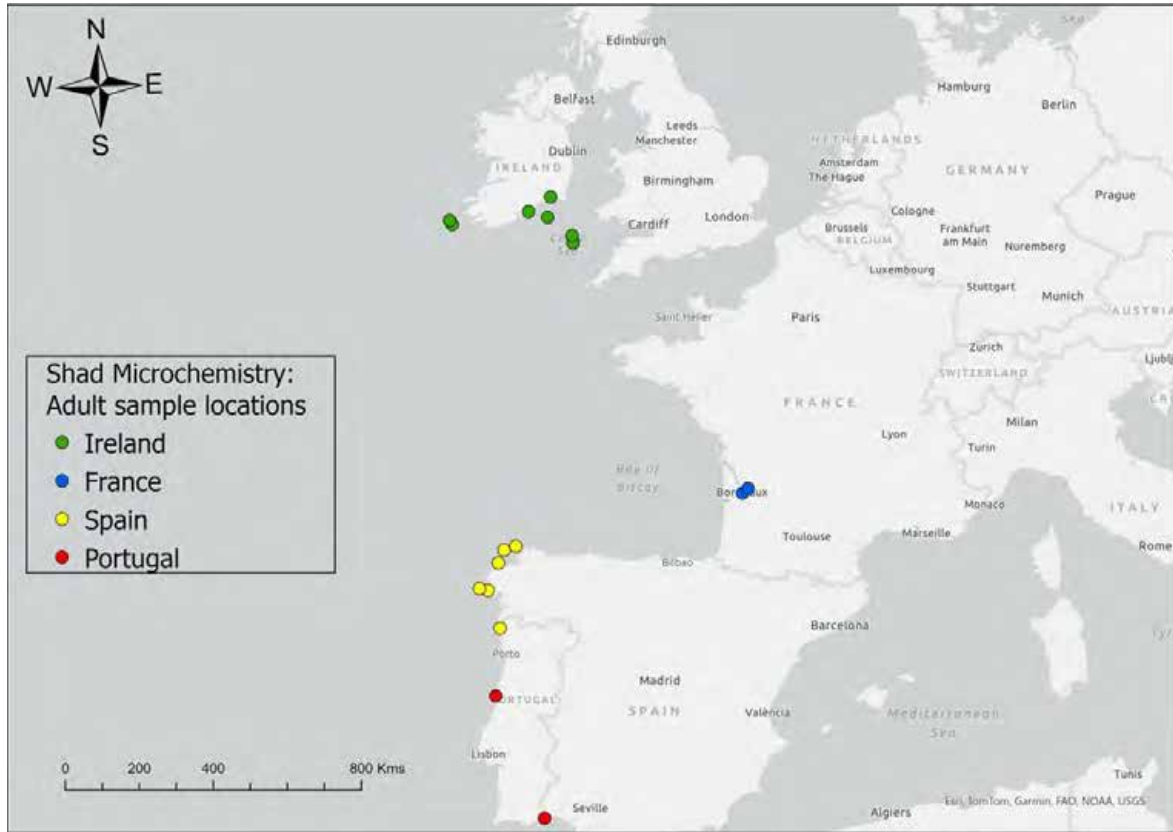 N
W E
S
Edinburgh
Belfast
Leeds
Manchester
Dublin
IRELAND
Birmingham
Cardiff
London
Hamburg
Berlin
NETHERLANDS
Amsterdam
The Hague
GERMANY
Prague
Cologne
Brussels
BELGIUM
Frankfurt
am Main
Nuremberg
Luxembourg
Stuttgart
Munich
AUSTRIA
Saint Helier
Paris
Zurich
SWITZERLAND
FRANCE
Lyon
Milan
Turin
Bay of
Biscay
Toulouse
Marseille
Monaco
ITALY
Rome
Bilbao
Barcelona
Porto
PORTUGAL
Madrid
SPAIN
València
Mediterranean
Sea
Lisbon
Seville
Algiers
Tunis
Shad Microchemistry:
Adult sample locations
Ireland
France
Spain
Portugal
0 200 400 800 Kms
Esri, TomTom, Garmin, FAO, NOAA, USGS